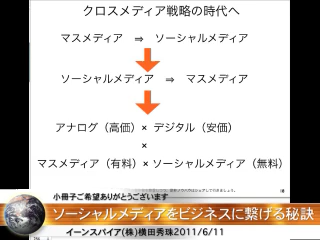 クロスメディア戦略の時代へ
マスメディア ⇒ ソーシャルメディア
ソーシャルメディア ⇒ マスメディア
アナログ（高価）× デジタル（安価）
×
マスメディア（有料）× ソーシャルメディア（無料）
小冊子ご希望ありがとうございます
ソーシャルメディアをビジネスに繋げる秘訣
イーンスパイア(株)横田秀珠2011/6/11